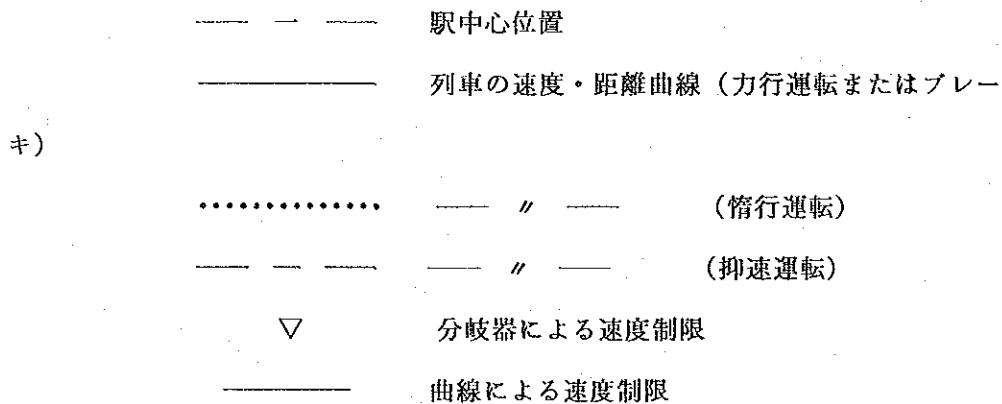 駅中心位置
列車の速度・距離曲線（力行運転またはブレー
キ）
〃 （惰行運転）
〃 （抑速運転）
▽ 分岐器による速度制限
曲線による速度制限